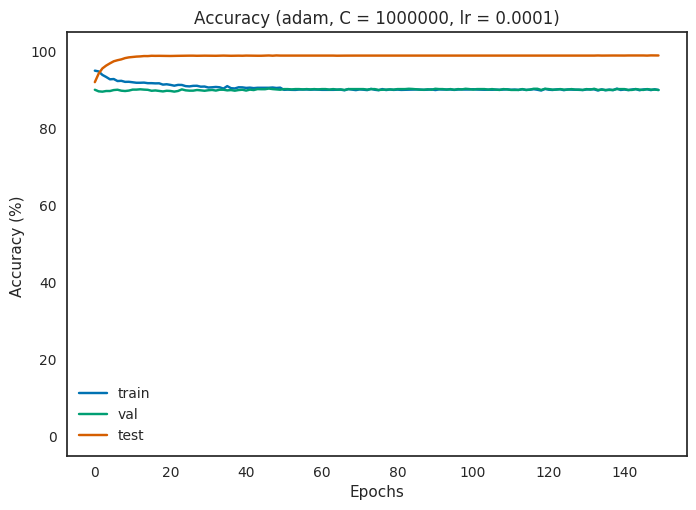 Accuracy (adam, C = 1000000, lr = 0.0001)
Accuracy (%)
100
80
60
40
20
0
train
val
test
0 20 40 60 80 100 120 140
Epochs